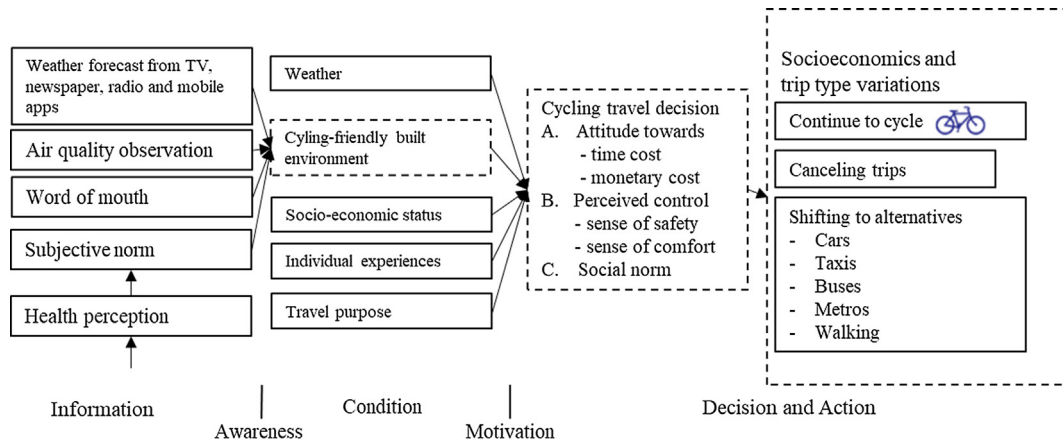 Weather forecast from TV,
newspaper, radio and mobile
apps
Air quality observation
Word of mouth
Subjective norm
Health perception
Weather
Cyling-friendly built
environment
Socio-economic status
Individual experiences
Travel purpose
Cycling travel decision
A. Attitude towards
- time cost
- monetary cost
B. Perceived control
- sense of safety
- sense of comfort
C. Social norm
Socioeconomics and
trip type variations
Continue to cycle
Canceling trips
Shifting to alternatives
- Cars
- Taxis
- Buses
- Metros
- Walking
Information
Awareness
Condition
Motivation
Decision and Action